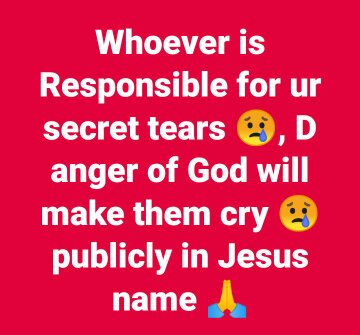 Whoever is
Responsible for ur
secret tears 😢, D
anger of God will
make them cry 😢
publicly in Jesus
name 🙏